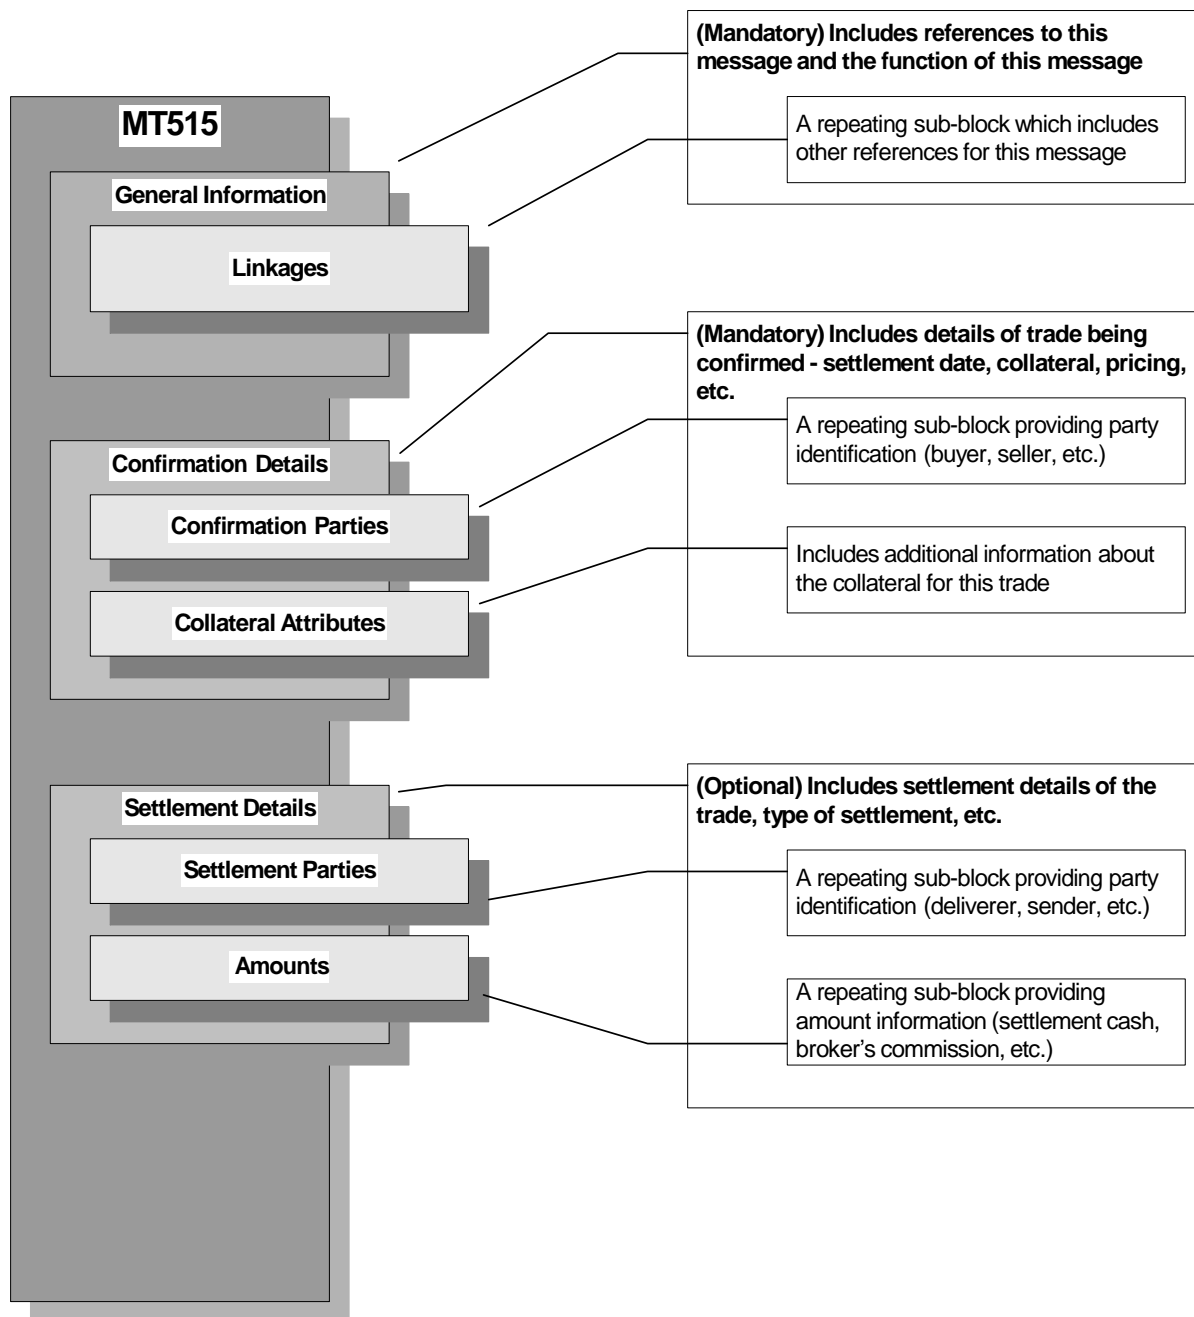 MT515
General Information
Linkages
(Mandatory) Includes references to this
message and the function of this message
A repeating sub-block which includes
other references for this message
Confirmation Details
Confirmation Parties
Collateral Attributes
(Mandatory) Includes details of trade being
confirmed - settlement date, collateral, pricing,
etc.
A repeating sub-block providing party
identification (buyer, seller, etc.)
Includes additional information about
the collateral for this trade
Settlement Details
Settlement Parties
Amounts
(Optional) Includes settlement details of the
trade, type of settlement, etc.
A repeating sub-block providing party
identification (deliverer, sender, etc.)
A repeating sub-block providing
amount information (settlement cash,
broker's commission, etc.)